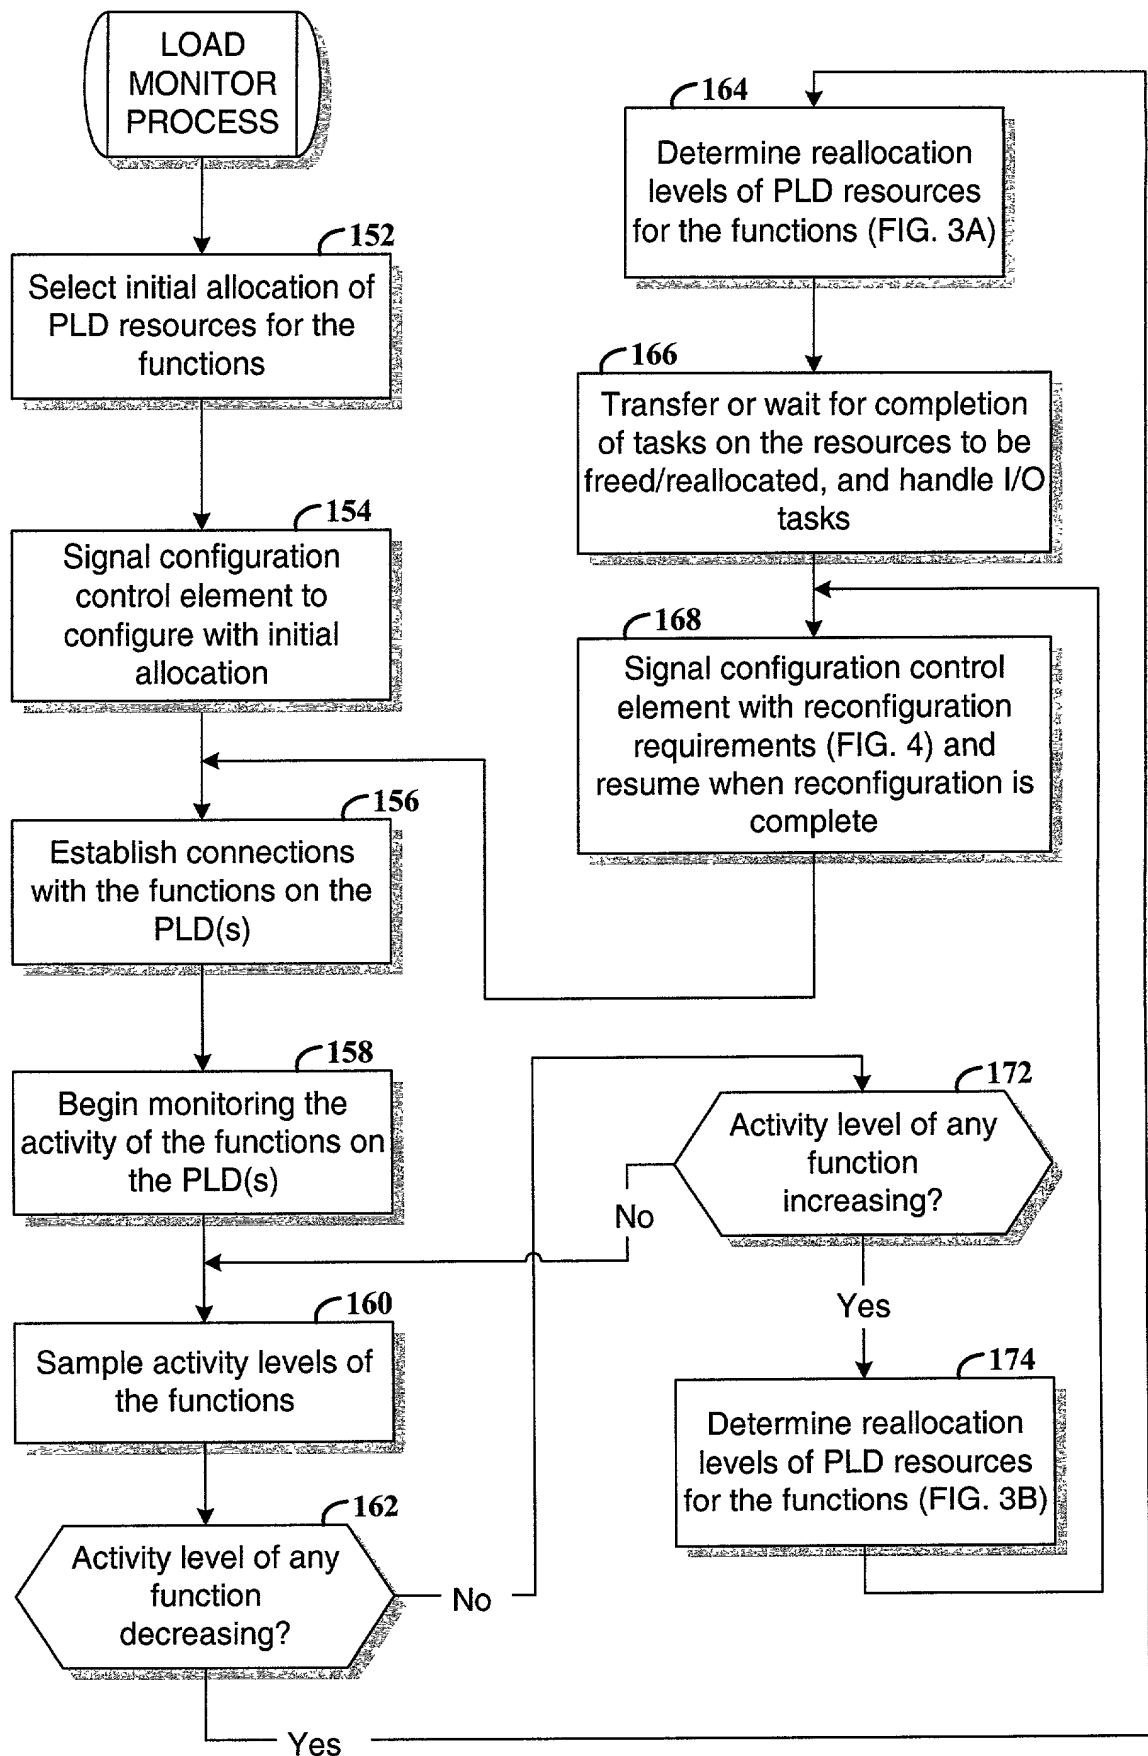 LOAD
MONITOR
PROCESS
152
Select initial allocation of
PLD resources for the
functions
154
Signal configuration
control element to
configure with initial
allocation
156
Establish connections
with the functions on the
PLD(s)
158
Begin monitoring the
activity of the functions on
the PLD(s)
160
Sample activity levels of
the functions
162
Activity level of any
function
decreasing?
No
Yes
164
Determine reallocation
levels of PLD resources
for the functions (FIG. 3A)
166
Transfer or wait for completion
of tasks on the resources to be
freed/reallocated, and handle I/O
tasks
168
Signal configuration control
element with reconfiguration
requirements (FIG. 4) and
resume when reconfiguration is
complete
172
Activity level of any
function
increasing?
No
Yes
174
Determine reallocation
levels of PLD resources
for the functions (FIG. 3B)